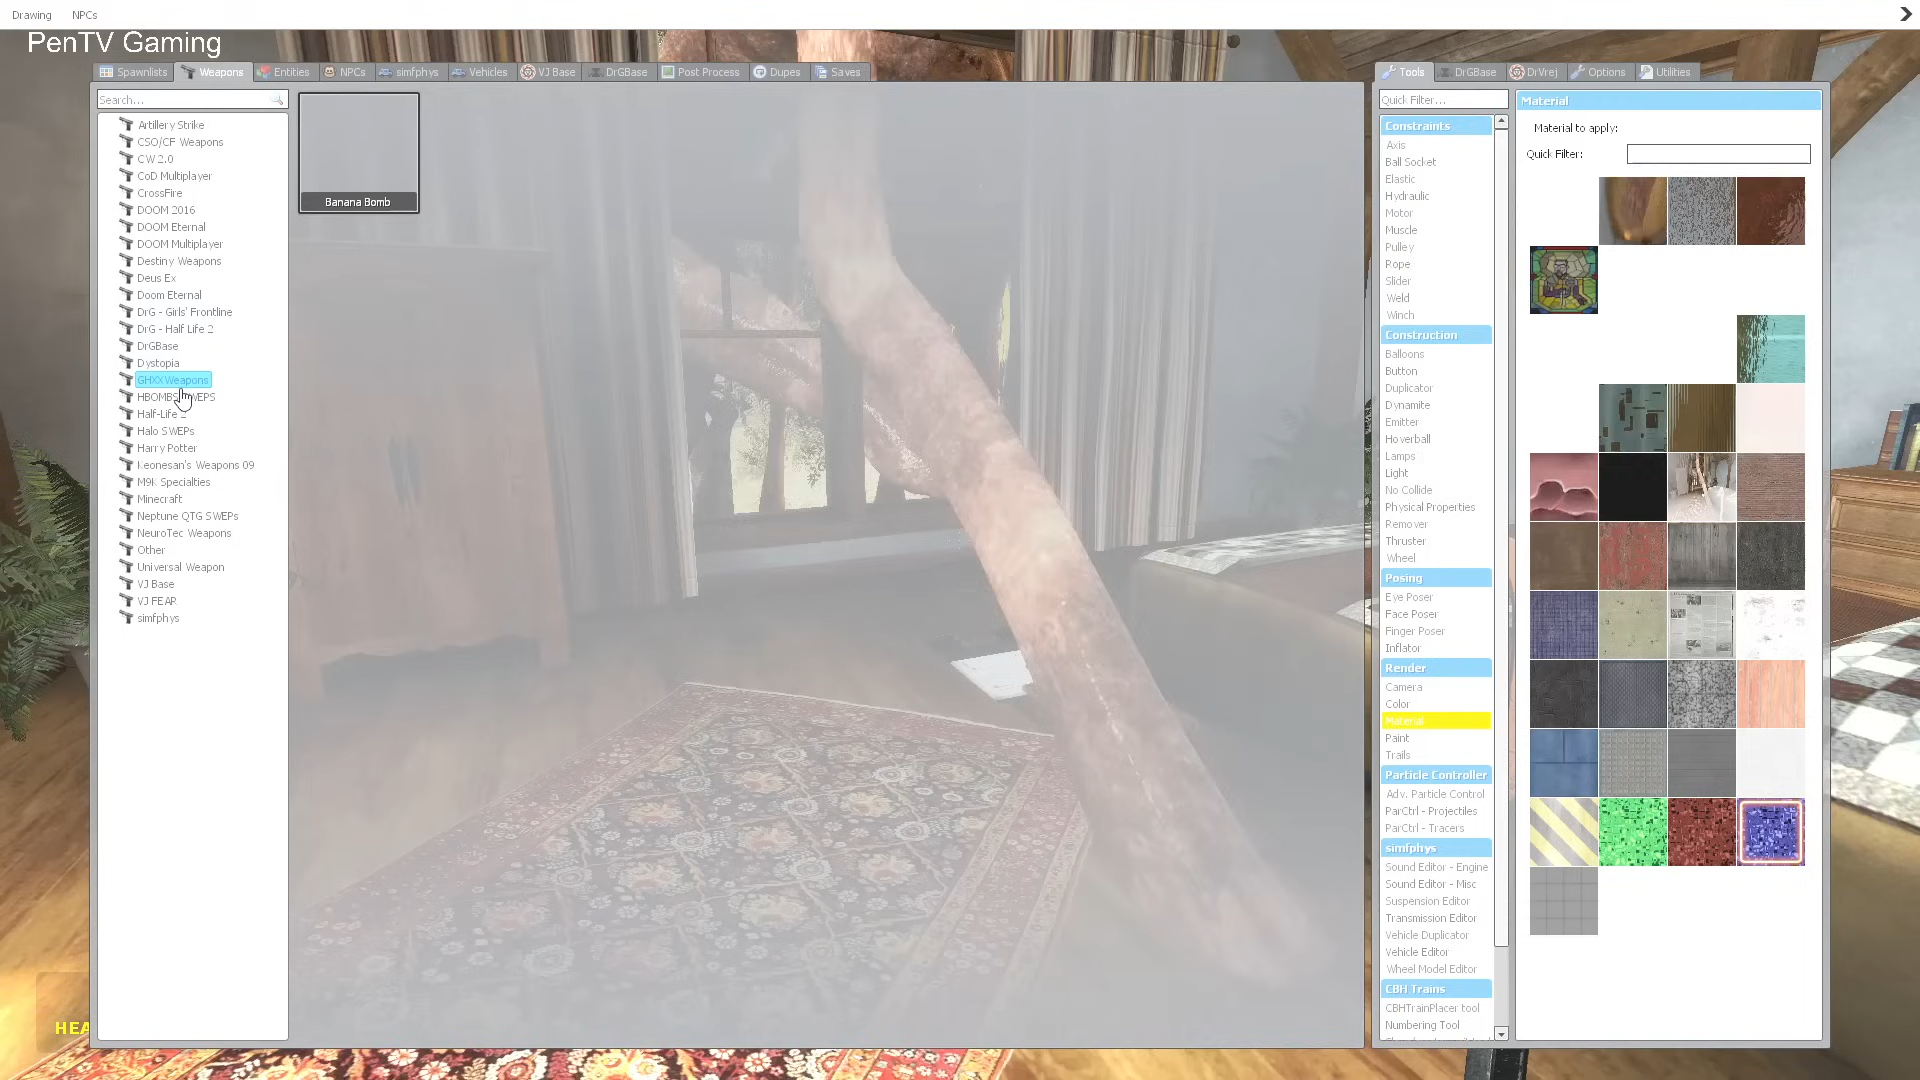 Drawing NPCs
PenTV Gaming
Spawnlists Weapons Entities NPCs simfphys Vehicles VJ Base DrGBase Post Process Dupes Saves
Search...
Artillery Strike
CSO/CF Weapons
CW 2.0
CoD Multiplayer
CrossFire
DOOM 2016
DOOM Eternal
DOOM Multiplayer
Destiny Weapons
Deus Ex
Doom Eternal
DrG - Girls' Frontline
DrG - Half Life 2
DrGBase
Dystopia
GHXX Weapons
HBOMBS
Half-Life 2
Halo SWEPs
Harry Potter
Keonesan's Weapons 09
M9K Specialties
Minecraft
Neptune QTG SWEPs
NeuroTec Weapons
Other
Universal Weapon
VJ Base
VJ FEAR
simfphys
Banana Bomb
HEA
Tools DrGBase DrVrej Options Utilities
Quick Filter...
Constraints
Axis
Ball Socket
Elastic
Hydraulic
Motor
Muscle
Pulley
Rope
Slider
Weld
Winch
Construction
Balloons
Button
Duplicator
Dynamite
Emitter
Hoverball
Lamps
Light
No Collide
Physical Properties
Remover
Thruster
Wheel
Posing
Eye Poser
Face Poser
Finger Poser
Inflator
Render
Camera
Color
Material
Paint
Trails
Particle Controller
Adv. Particle Control
ParCtrl - Projectiles
ParCtrl - Tracers
simfphys
Sound Editor - Engine
Sound Editor - Misc
Suspension Editor
Transmission Editor
Vehicle Duplicator
Vehicle Editor
Wheel Model Editor
CBH Trains
CBHTrainPlacer tool
Numbering Tool
Material
Material to apply:
Quick Filter: